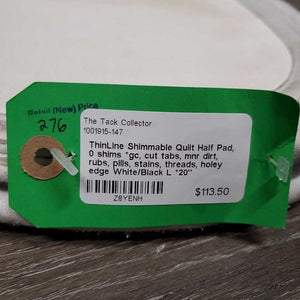 Retail (New) Price
276
The Tack Collector
1001915-147
ThinLine Shimmable Quilt Half Pad,
0 shims *gc, cut tabs, mnr dirt,
rubs, pills, stains, threads, holey
edge White/Black L *20"
$113.50
Z8YENH